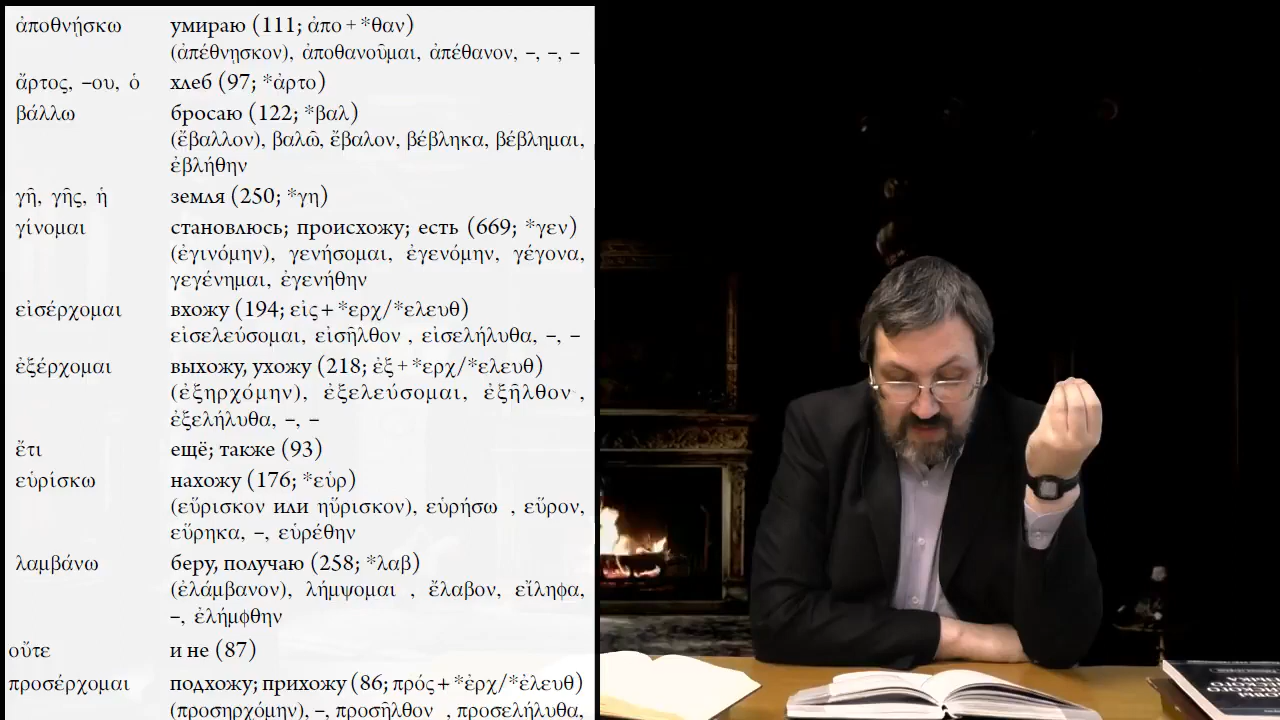 ἀποθνήσκω умираю (111; ἀπο + *θαν)
(ἀπέθνησκον), ἀποθανοῦμαι, ἀπέθανον, –, –, –
ἄρτος, –ου, ὁ хлеб (97; *ἀρτο)
βάλλω бросаю (122; *βαλ)
(ἔβαλλον), βαλῶ, ἔβαλον, βέβληκα, βέβλημαι,
ἐβλήθην
γῆ, γῆς, ἡ земля (250; *γη)
γίνομαι становлюсь; происхожу; есть (669; *γεν)
(ἐγινόμην), γενήσομαι, ἐγενόμην, γέγονα,
γεγένημαι, ἐγενήθην
εἰσέρχομαι вхожу (194; εἰς + *ερχ/*ελευθ)
εἰσελεύσομαι, εἰσῆλθον , εἰσελήλυθα, –, –
ἐξέρχομαι выхожу, ухожу (218; ἐξ + *ερχ/*ελευθ)
(ἐξηρχόμην), ἐξελεύσομαι, ἐξῆλθον ,
ἐξελήλυθα, –, –
ἔτι ещё; также (93)
εὑρίσκω нахожу (176; *εὑρ)
(εὕρισκον или ηὕρισκον), εὑρήσω , εὗρον,
εὕρηκα, –, εὑρέθην
λαμβάνω беру, получаю (258; *λαβ)
(ἐλάμβανον), λήμψομαι , ἔλαβον, εἴληφα,
–, ἐλήμφθην
οὔτε и не (87)
προσέρχομαι подхожу; прихожу (86; πρός + *ἐρχ/*ἐλευθ)
(προσηρχόμην), –, προσῆλθον , προσελήλυθα,